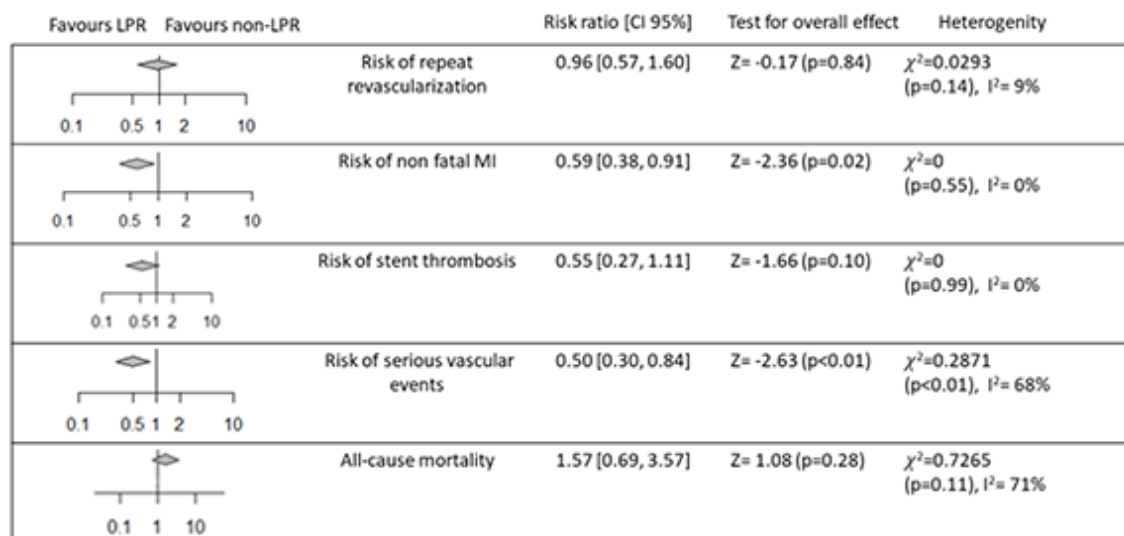 Favours LPR Favours non-LPR Risk ratio [CI 95%] Test for overall effect Heterogenity
Risk of repeat 0.96 [0.57, 1.60] Z= -0.17 (p=0.84) χ²=0.0293
revascularization (p=0.14), I²= 9%
0.1 0.5 1 2 10
Risk of non fatal MI 0.59 [0.38, 0.91] Z= -2.36 (p=0.02) χ²=0
(p=0.55), I²= 0%
0.1 0.5 1 2 10
Risk of stent thrombosis 0.55 [0.27, 1.11] Z= -1.66 (p=0.10) χ²=0
(p=0.99), I²= 0%
0.1 0.5 1 2 10
Risk of serious vascular 0.50 [0.30, 0.84] Z= -2.63 (p<0.01) χ²=0.2871
events (p<0.01), I²= 68%
0.1 0.5 1 2 10
All-cause mortality 1.57 [0.69, 3.57] Z= 1.08 (p=0.28) χ²=0.7265
(p=0.11), I²= 71%
0.1 1 10